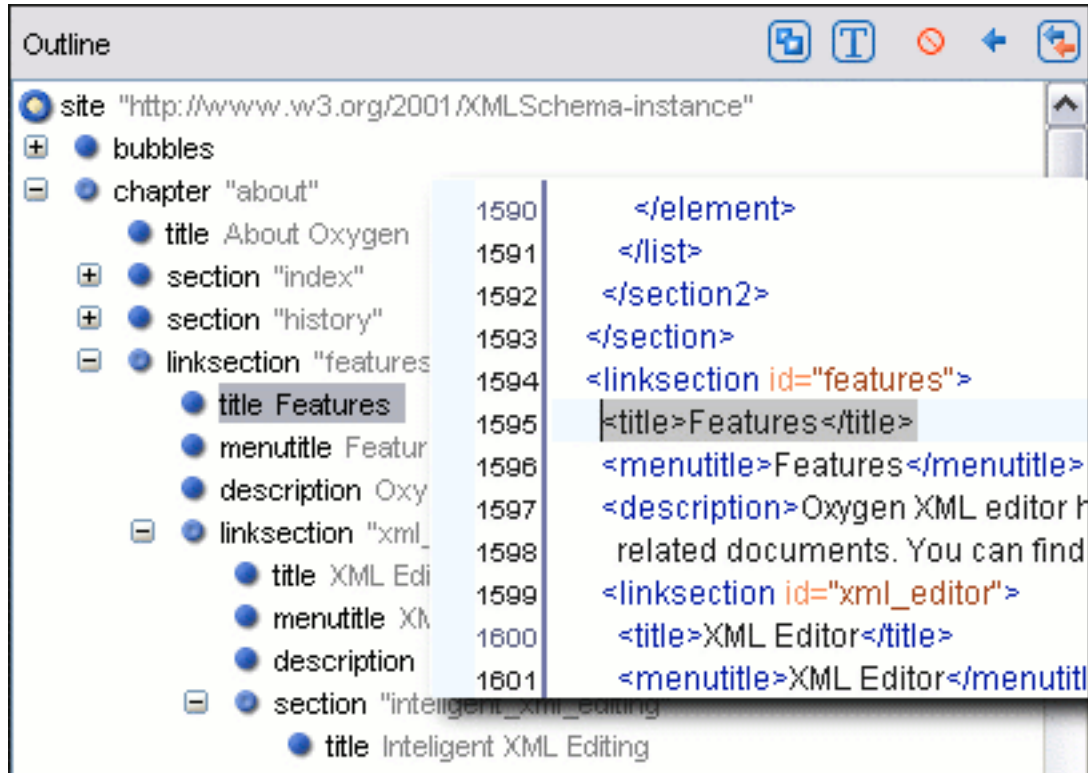 Outline
T
site "http://www.w3.org/2001/XMLSchema-instance"
bubbles
chapter "about"
title About Oxygen
section "index"
section "history"
linksection "features
title Features
menutitle Featur
description Oxy
linksection "xml_
title XML Edi
menutitle XM
description
section "inteligent_xml_editing
title Inteligent XML Editing
1590 </element>
1591 </list>
1592 </section2>
1593 </section>
1594 <linksection id="features">
1595 <title>Features</title>
1596 <menutitle>Features</menutitle>
1597 <description>Oxygen XML editor h
1598 related documents. You can find
1599 <linksection id="xml_editor">
1600 <title>XML Editor</title>
1601 <menutitle>XML Editor</menutitl